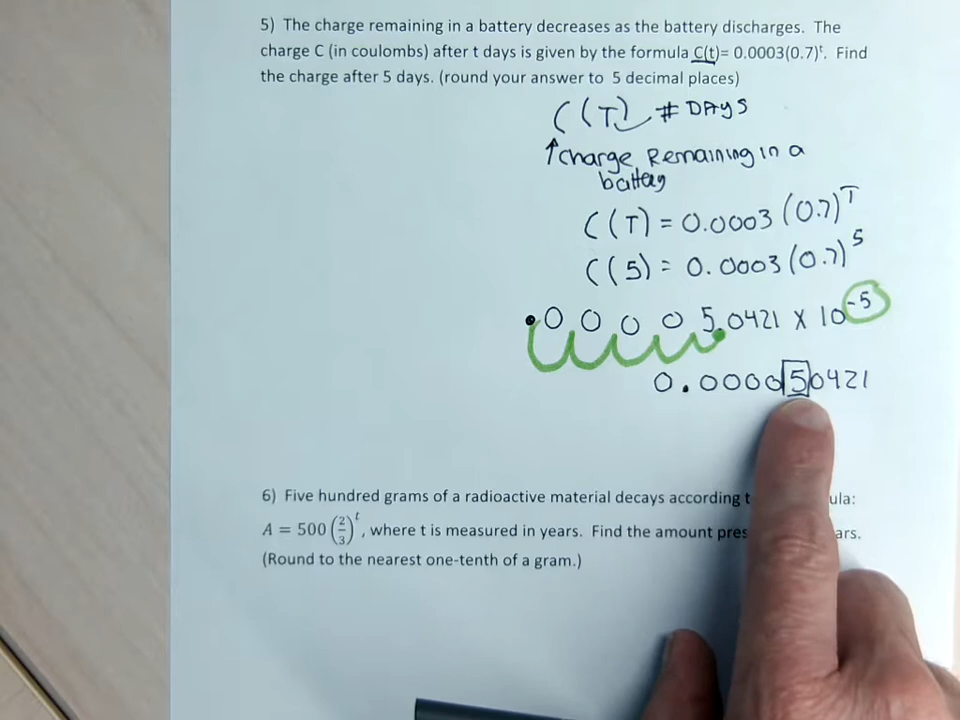 5) The charge remaining in a battery decreases as the battery discharges. The
charge C (in coulombs) after t days is given by the formula C(t)= 0.0003(0.7)ᵗ. Find
the charge after 5 days. (round your answer to 5 decimal places)
C(T) # DAYS
↑charge Remaining in a
battery
C(T) = 0.0003 (0.7)ᵀ
C(5) = 0.0003 (0.7)⁵
.0 0 0 0 5.0421 x 10⁻⁵
0.000050421
6) Five hundred grams of a radioactive material decays according t ula:
A = 500 (2/3)ᵗ, where t is measured in years. Find the amount pres ars.
(Round to the nearest one-tenth of a gram.)